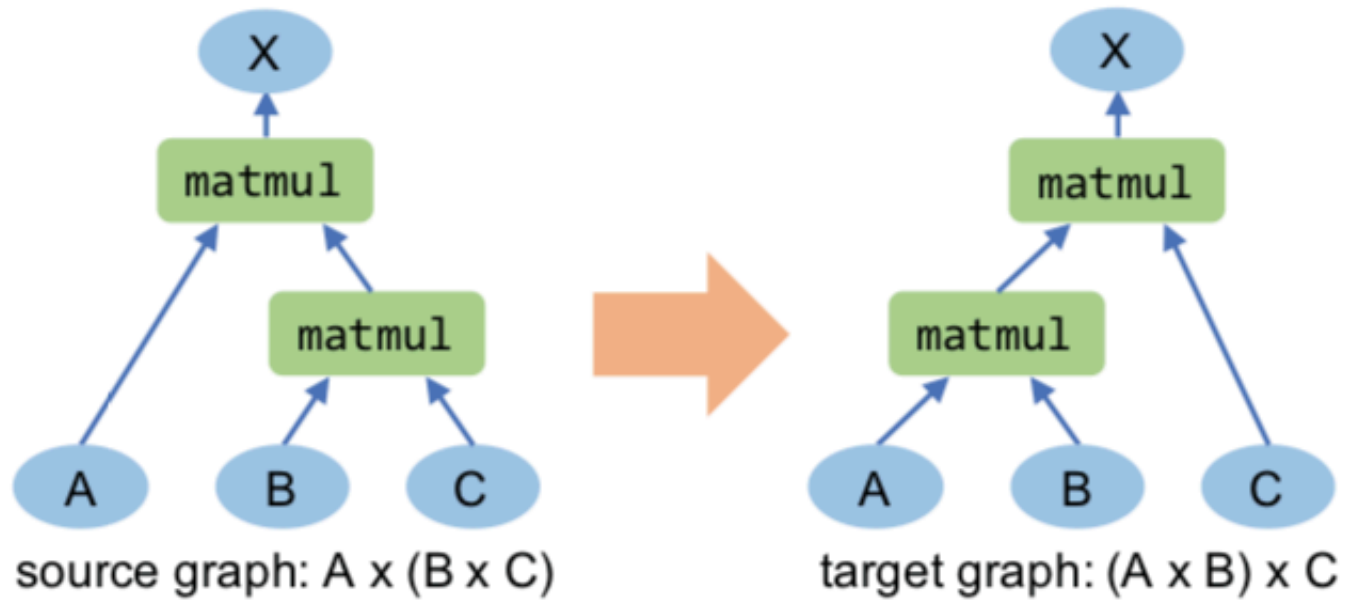 X X
matmul matmul
matmul matmul
A B C A B C
source graph: A x (B x C) target graph: (A x B) x C